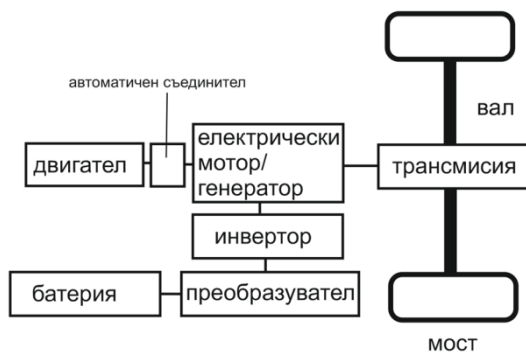 автоматичен съединител
вал
електрически
мотор/
генератор
двигател
трансмисия
инвертор
батерия
преобразувател
мост